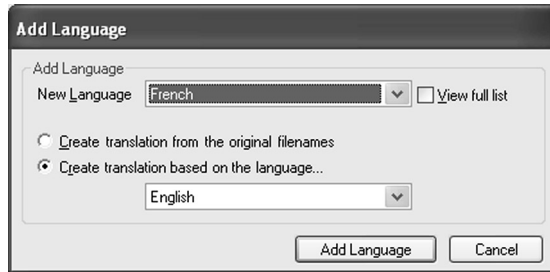 Add Language
Add Language
New Language French View full list
Create translation from the original filenames
Create translation based on the language...
English
Add Language Cancel